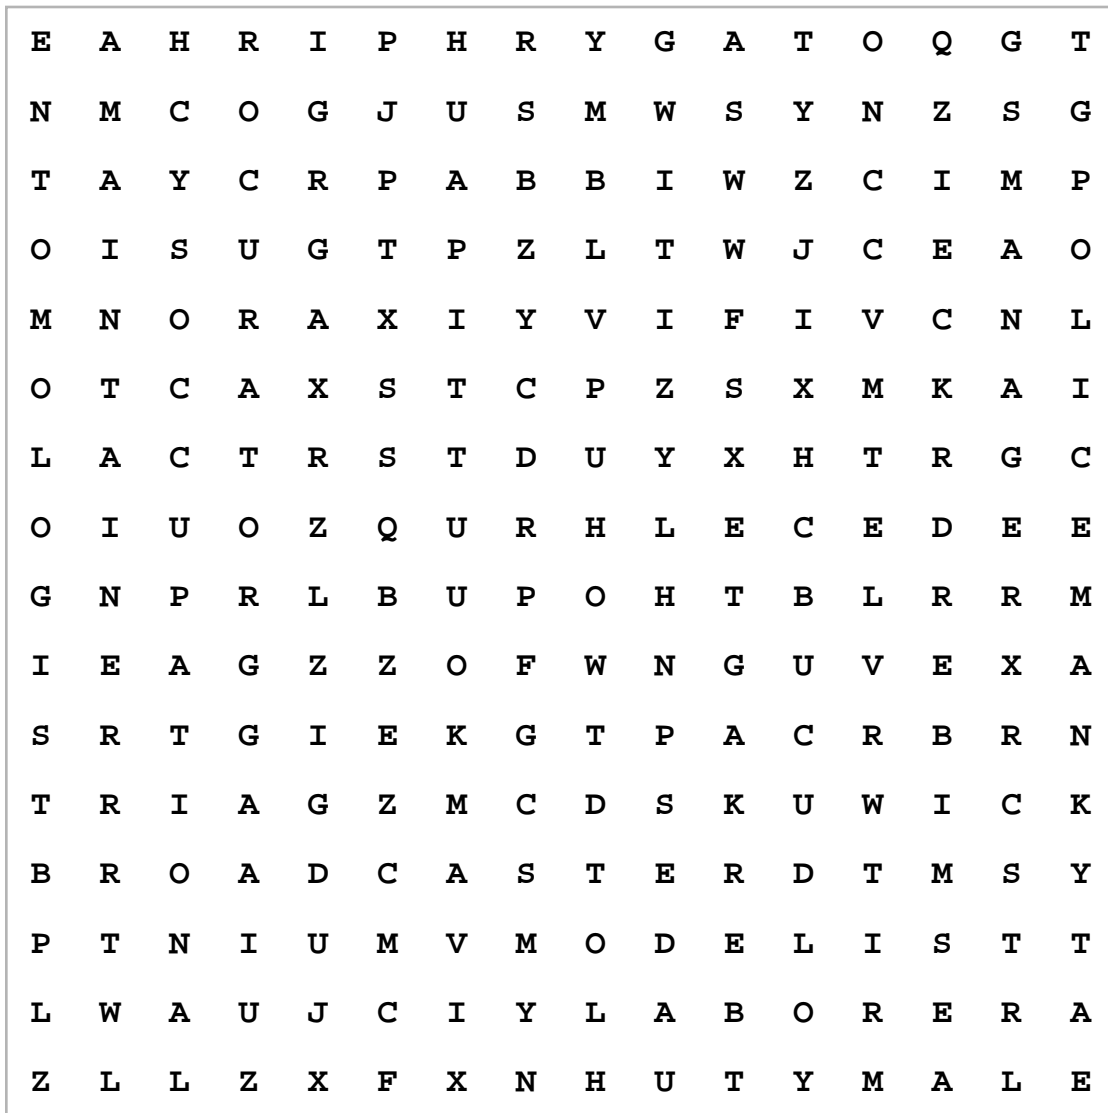 E A H R I P H R Y G A T O Q G T
N M C O G J U S M W S Y N Z S G
T A Y C R P A B B I W Z C I M P
O I S U G T P Z L T W J C E A O
M N O R A X I Y V I F I V C N L
O T C A X S T C P Z S X M K A I
L A C T R S T D U Y X H T R G C
O I U O Z Q U R H L E C E D E E
G N P R L B U P O H T B L R R M
I E A G Z Z O F W N G U V E X A
S R T G I E K G T P A C R B R N
T R I A G Z M C D S K U W I C K
B R O A D C A S T E R D T M S Y
P T N I U M V M O D E L I S T T
L W A U J C I Y L A B O R E R A
Z L L Z X F X N H U T Y M A L E